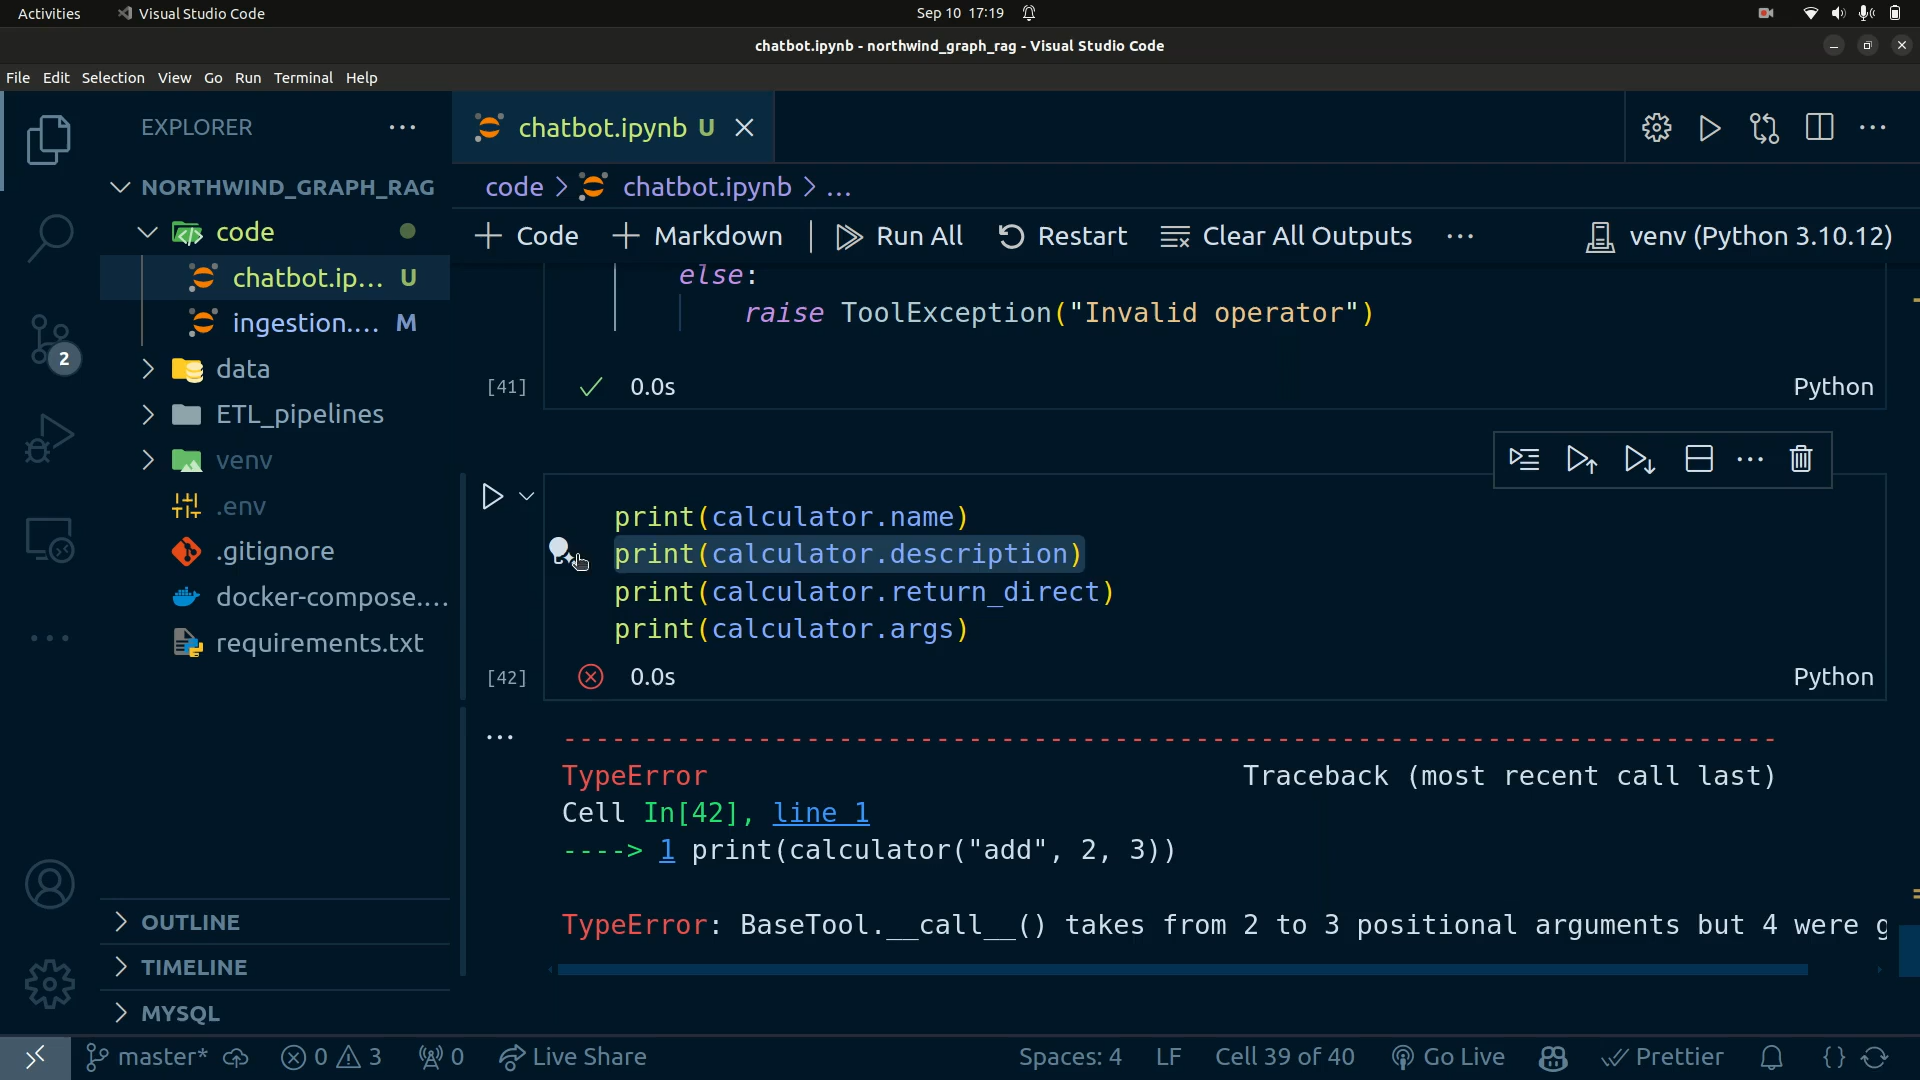 Activities
Visual Studio Code
Sep 10 17:19
chatbot.ipynb - northwind_graph_rag - Visual Studio Code
File Edit Selection View Go Run Terminal Help
EXPLORER
NORTHWIND_GRAPH_RAG
code
chatbot.ip... U
ingestion.... M
data
ETL_pipelines
venv
.env
.gitignore
docker-compose....
requirements.txt
2
OUTLINE
TIMELINE
MYSQL
chatbot.ipynb U
code > chatbot.ipynb > ...
+ Code + Markdown Run All Restart Clear All Outputs ... venv (Python 3.10.12)
else:
raise ToolException("Invalid operator")
[41] 0.0s Python
print(calculator.name)
print(calculator.description)
print(calculator.return_direct)
print(calculator.args)
[42] 0.0s Python
---------------------------------------------------------------------------
TypeError Traceback (most recent call last)
Cell In[42], line 1
----> 1 print(calculator("add", 2, 3))
TypeError: BaseTool.__call__() takes from 2 to 3 positional arguments but 4 were g
master* 0 3 0 Live Share Spaces: 4 LF Cell 39 of 40 Go Live Prettier {}